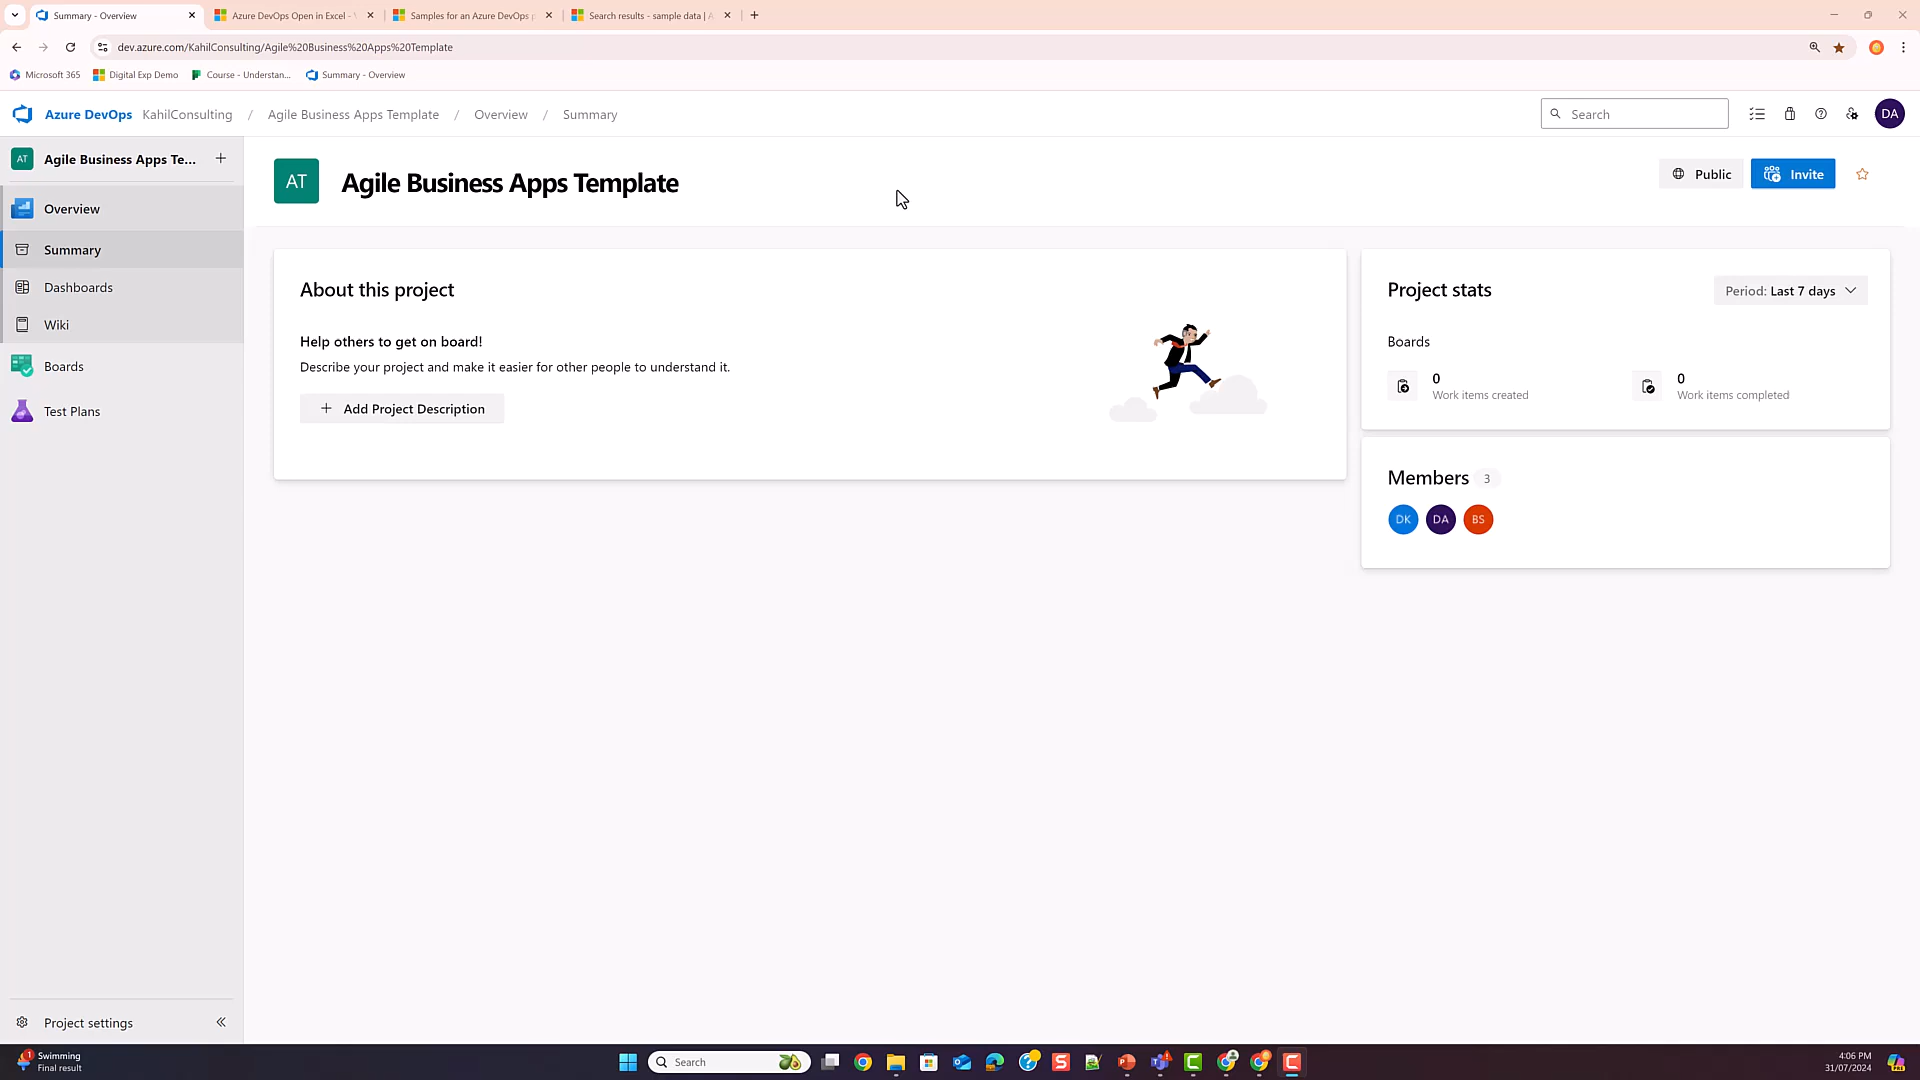 Summary - Overview
Azure DevOps Open in Excel -
Samples for an Azure DevOps
Search results - sample data |
dev.azure.com/KahilConsulting/Agile%20Business%20Apps%20Template
Microsoft 365
Digital Exp Demo
Course - Understan...
Summary - Overview
Azure DevOps KahilConsulting / Agile Business Apps Template / Overview / Summary
Search
DA
AT Agile Business Apps Te... +
Overview
Summary
Dashboards
Wiki
Boards
Test Plans
Project settings
AT Agile Business Apps Template
Public
Invite
About this project
Help others to get on board!
Describe your project and make it easier for other people to understand it.
+ Add Project Description
Project stats
Period: Last 7 days
Boards
0
Work items created
0
Work items completed
Members 3
DK DA BS
1
Swimming
Final result
Search
4:06 PM
31/07/2024